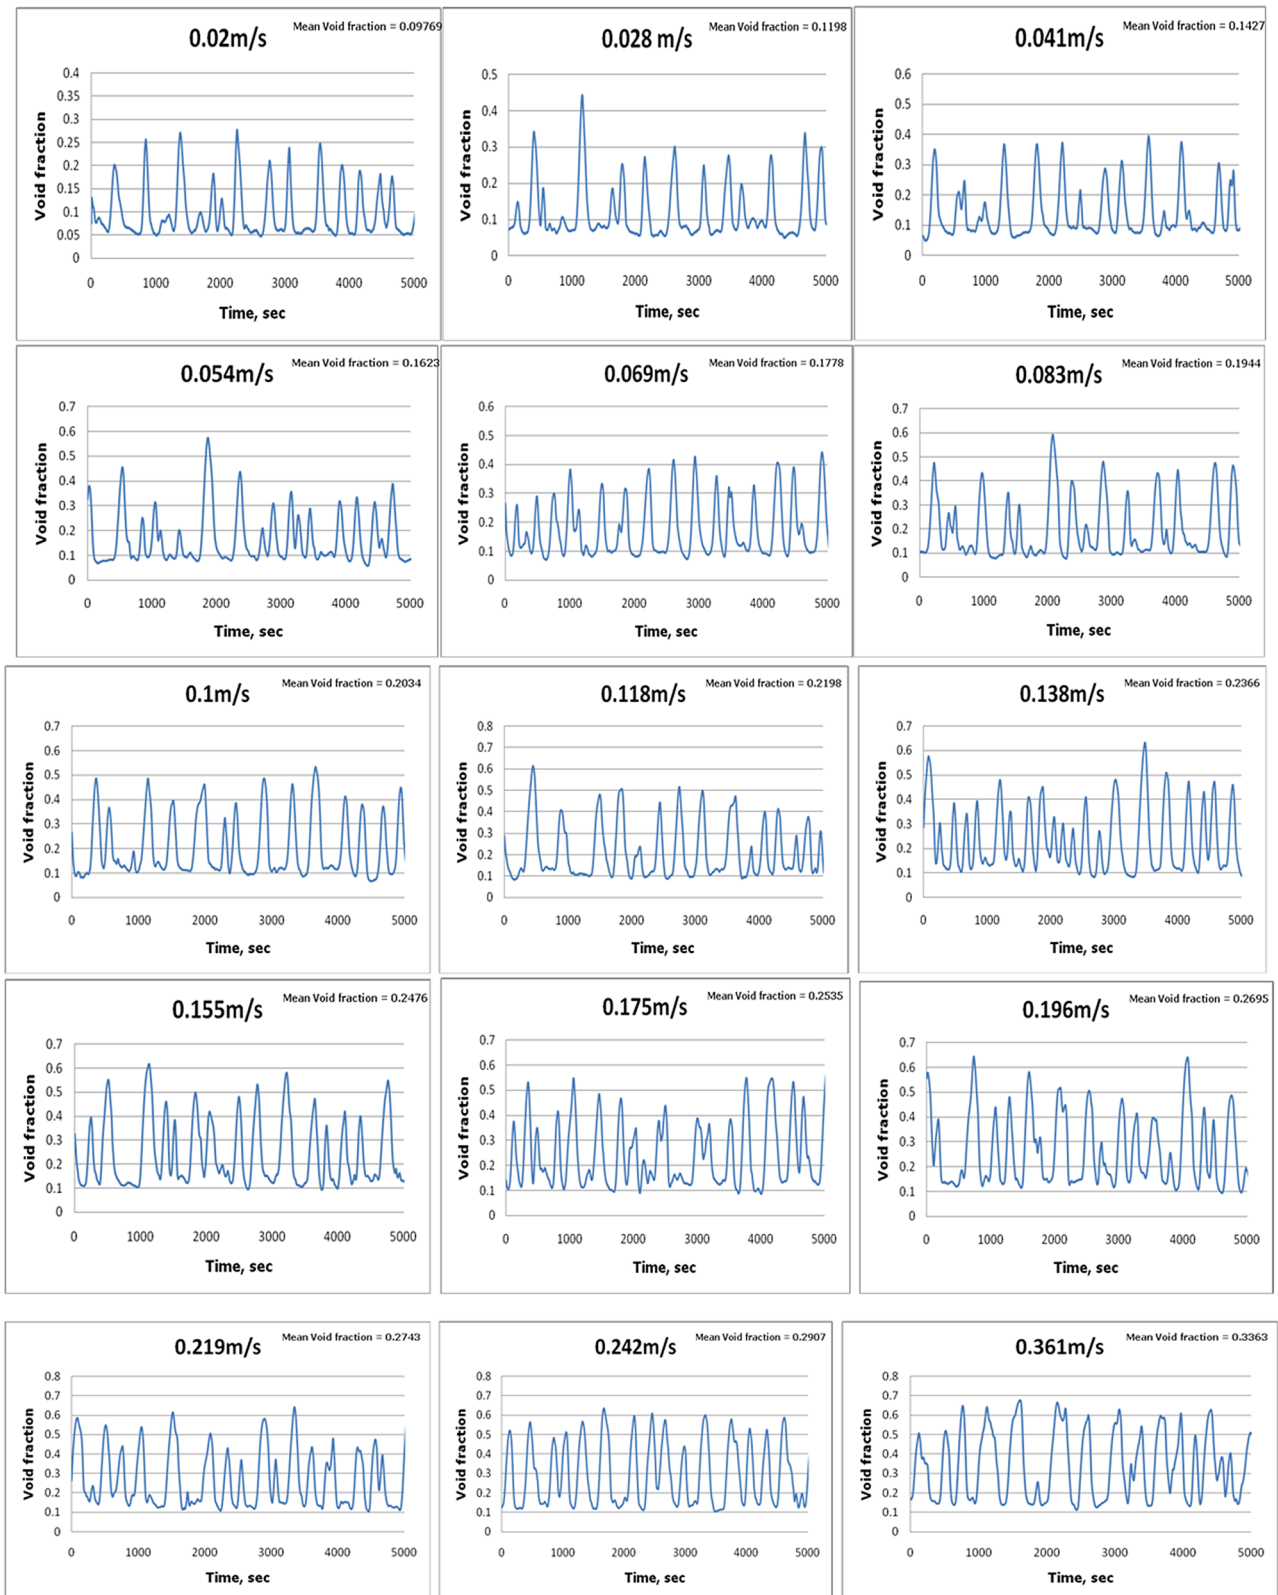 0.02m/s
Mean Void fraction = 0.09769
Void fraction
0.4
0.35
0.3
0.25
0.2
0.15
0.1
0.05
0
0 1000 2000 3000 4000 5000
Time, sec
0.028 m/s
Mean Void fraction = 0.1198
Void fraction
0.5
0.4
0.3
0.2
0.1
0
0 1000 2000 3000 4000 5000
Time, sec
0.041m/s
Mean Void fraction = 0.1427
Void fraction
0.6
0.5
0.4
0.3
0.2
0.1
0
0 1000 2000 3000 4000 5000
Time, sec
0.054m/s
Mean Void fraction = 0.1623
Void fraction
0.7
0.6
0.5
0.4
0.3
0.2
0.1
0
0 1000 2000 3000 4000 5000
Time, sec
0.069m/s
Mean Void fraction = 0.1778
Void fraction
0.6
0.5
0.4
0.3
0.2
0.1
0
0 1000 2000 3000 4000 5000
Time, sec
0.083m/s
Mean Void fraction = 0.1944
Void fraction
0.7
0.6
0.5
0.4
0.3
0.2
0.1
0
0 1000 2000 3000 4000 5000
Time, sec
0.1m/s
Mean Void fraction = 0.2034
Void fraction
0.7
0.6
0.5
0.4
0.3
0.2
0.1
0
0 1000 2000 3000 4000 5000
Time, sec
0.118m/s
Mean Void fraction = 0.2198
Void fraction
0.8
0.7
0.6
0.5
0.4
0.3
0.2
0.1
0
0 1000 2000 3000 4000 5000
Time, sec
0.138m/s
Mean Void fraction = 0.2366
Void fraction
0.7
0.6
0.5
0.4
0.3
0.2
0.1
0
0 1000 2000 3000 4000 5000
Time, sec
0.155m/s
Mean Void fraction = 0.2476
Void fraction
0.7
0.6
0.5
0.4
0.3
0.2
0.1
0
0 1000 2000 3000 4000 5000
Time, sec
0.175m/s
Mean Void fraction = 0.2535
Void fraction
0.7
0.6
0.5
0.4
0.3
0.2
0.1
0
0 1000 2000 3000 4000 5000
Time, sec
0.196m/s
Mean Void fraction = 0.2695
Void fraction
0.7
0.6
0.5
0.4
0.3
0.2
0.1
0
0 1000 2000 3000 4000 5000
Time, sec
0.219m/s
Mean Void fraction = 0.2743
Void fraction
0.8
0.7
0.6
0.5
0.4
0.3
0.2
0.1
0
0 1000 2000 3000 4000 5000
Time, sec
0.242m/s
Mean Void fraction = 0.2907
Void fraction
0.8
0.7
0.6
0.5
0.4
0.3
0.2
0.1
0
0 1000 2000 3000 4000 5000
Time, sec
0.361m/s
Mean Void fraction = 0.3363
Void fraction
0.8
0.7
0.6
0.5
0.4
0.3
0.2
0.1
0
0 1000 2000 3000 4000 5000
Time, sec